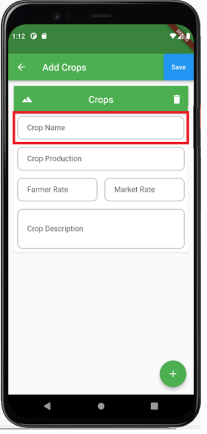 1:12
Add Crops
Save
Crops
Crop Name
Crop Production
Farmer Rate Market Rate
Crop Description